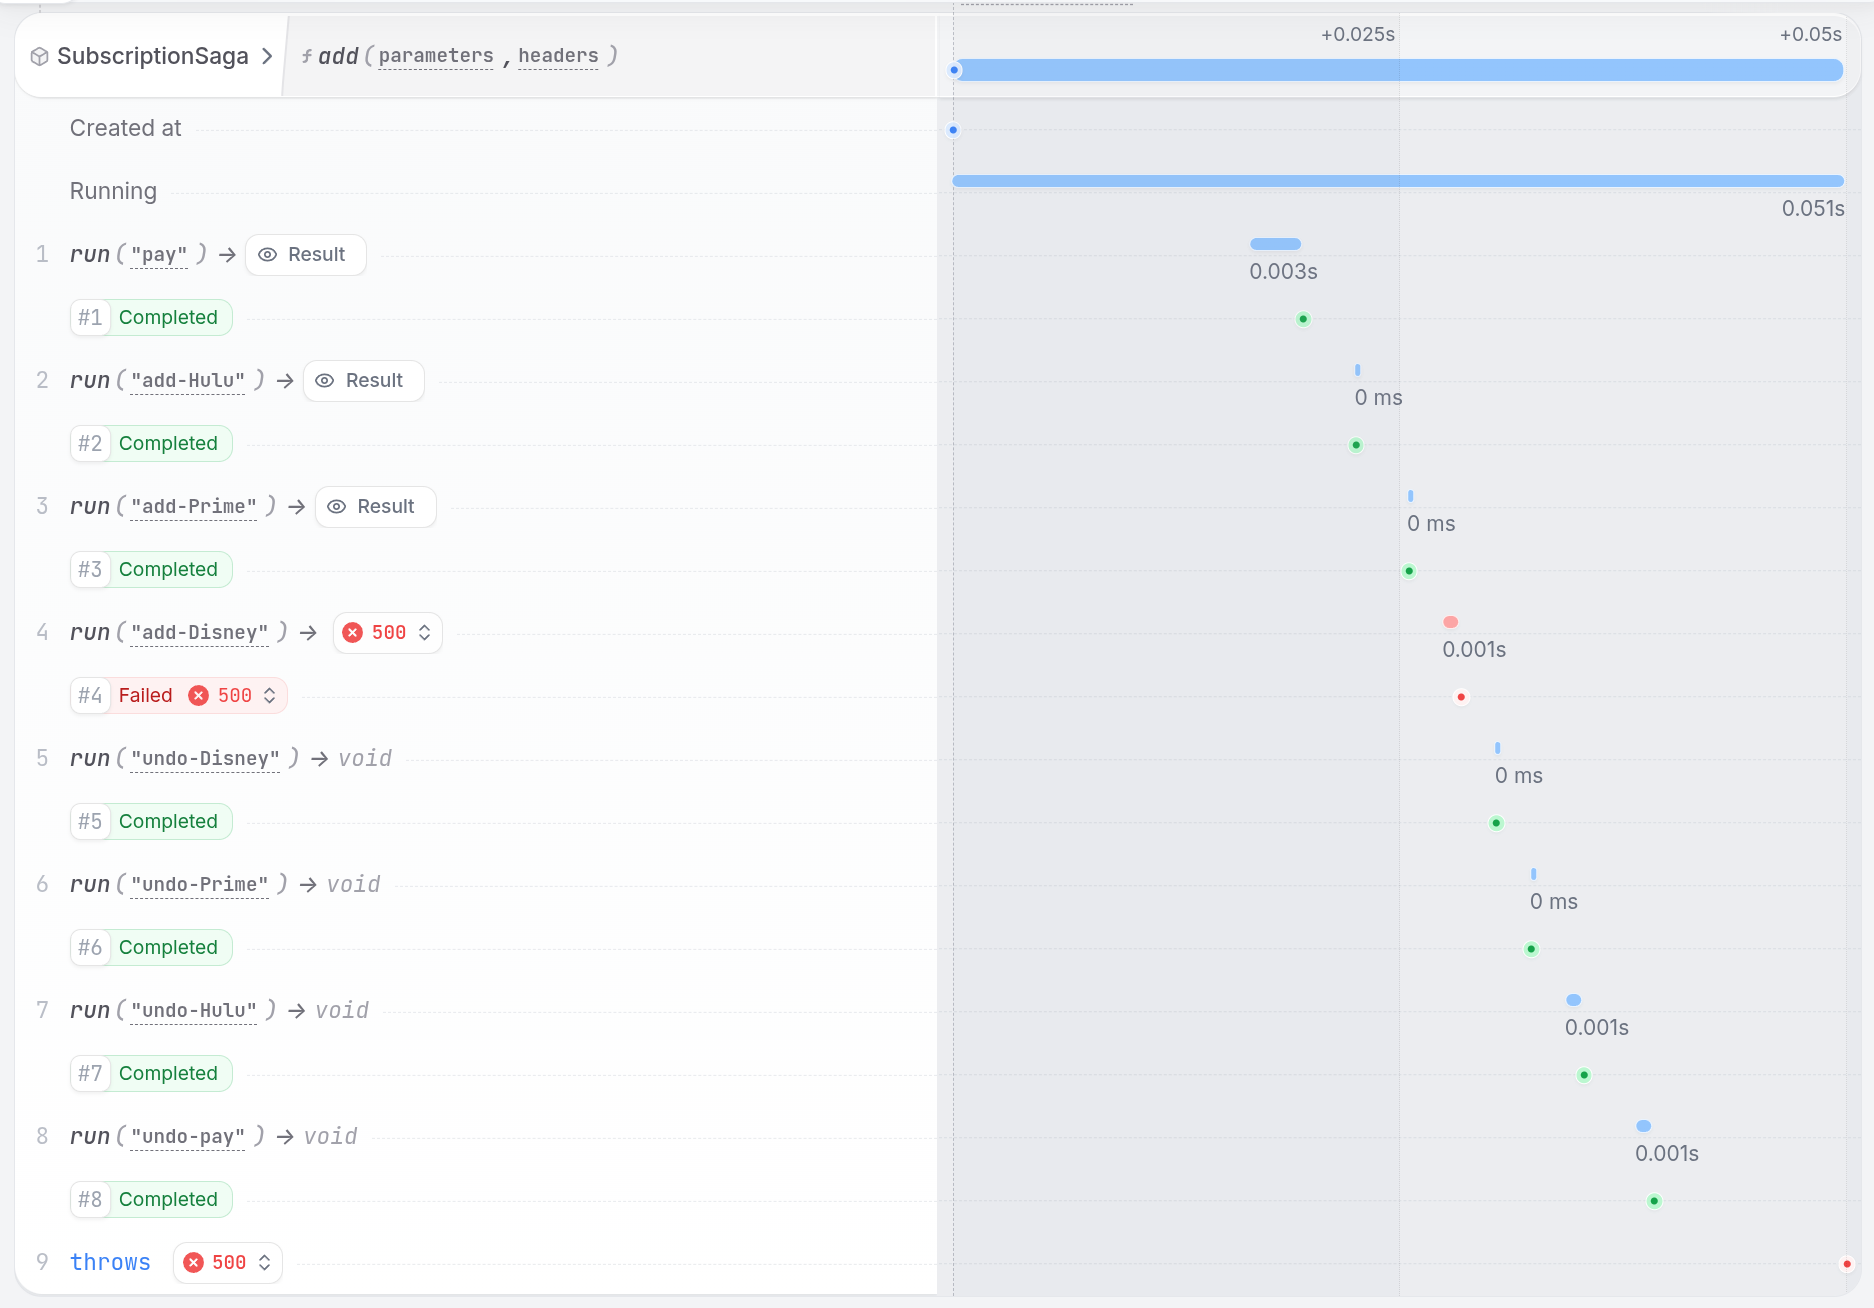 SubscriptionSaga > ƒ add(parameters, headers) +0.025s +0.05s
Created at
Running
0.051s
1 run("pay") → Result
0.003s
#1 Completed
2 run("add-Hulu") → Result
0 ms
#2 Completed
3 run("add-Prime") → Result
0 ms
#3 Completed
4 run("add-Disney") → 500
0.001s
#4 Failed 500
5 run("undo-Disney") → void
0 ms
#5 Completed
6 run("undo-Prime") → void
0 ms
#6 Completed
7 run("undo-Hulu") → void
0.001s
#7 Completed
8 run("undo-pay") → void
0.001s
#8 Completed
9 throws 500